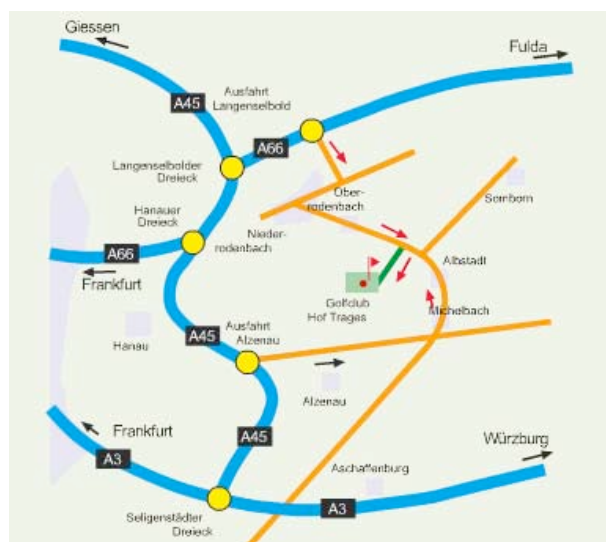 Giessen
Fulda
Ausfahrt
Langenselbold
A45
A66
Langenselbolder
Dreieck
Ober-
rodenbach
Somborn
Hanauer
Dreieck
Nieder-
rodenbach
A66
Frankfurt
Albstadt
Golfclub
Hof Trages
Michelbach
Ausfahrt
Alzenau
A45
Hanau
Alzenau
Frankfurt
A45
Würzburg
A3
Aschaffenburg
A3
Seligenstädter
Dreieck